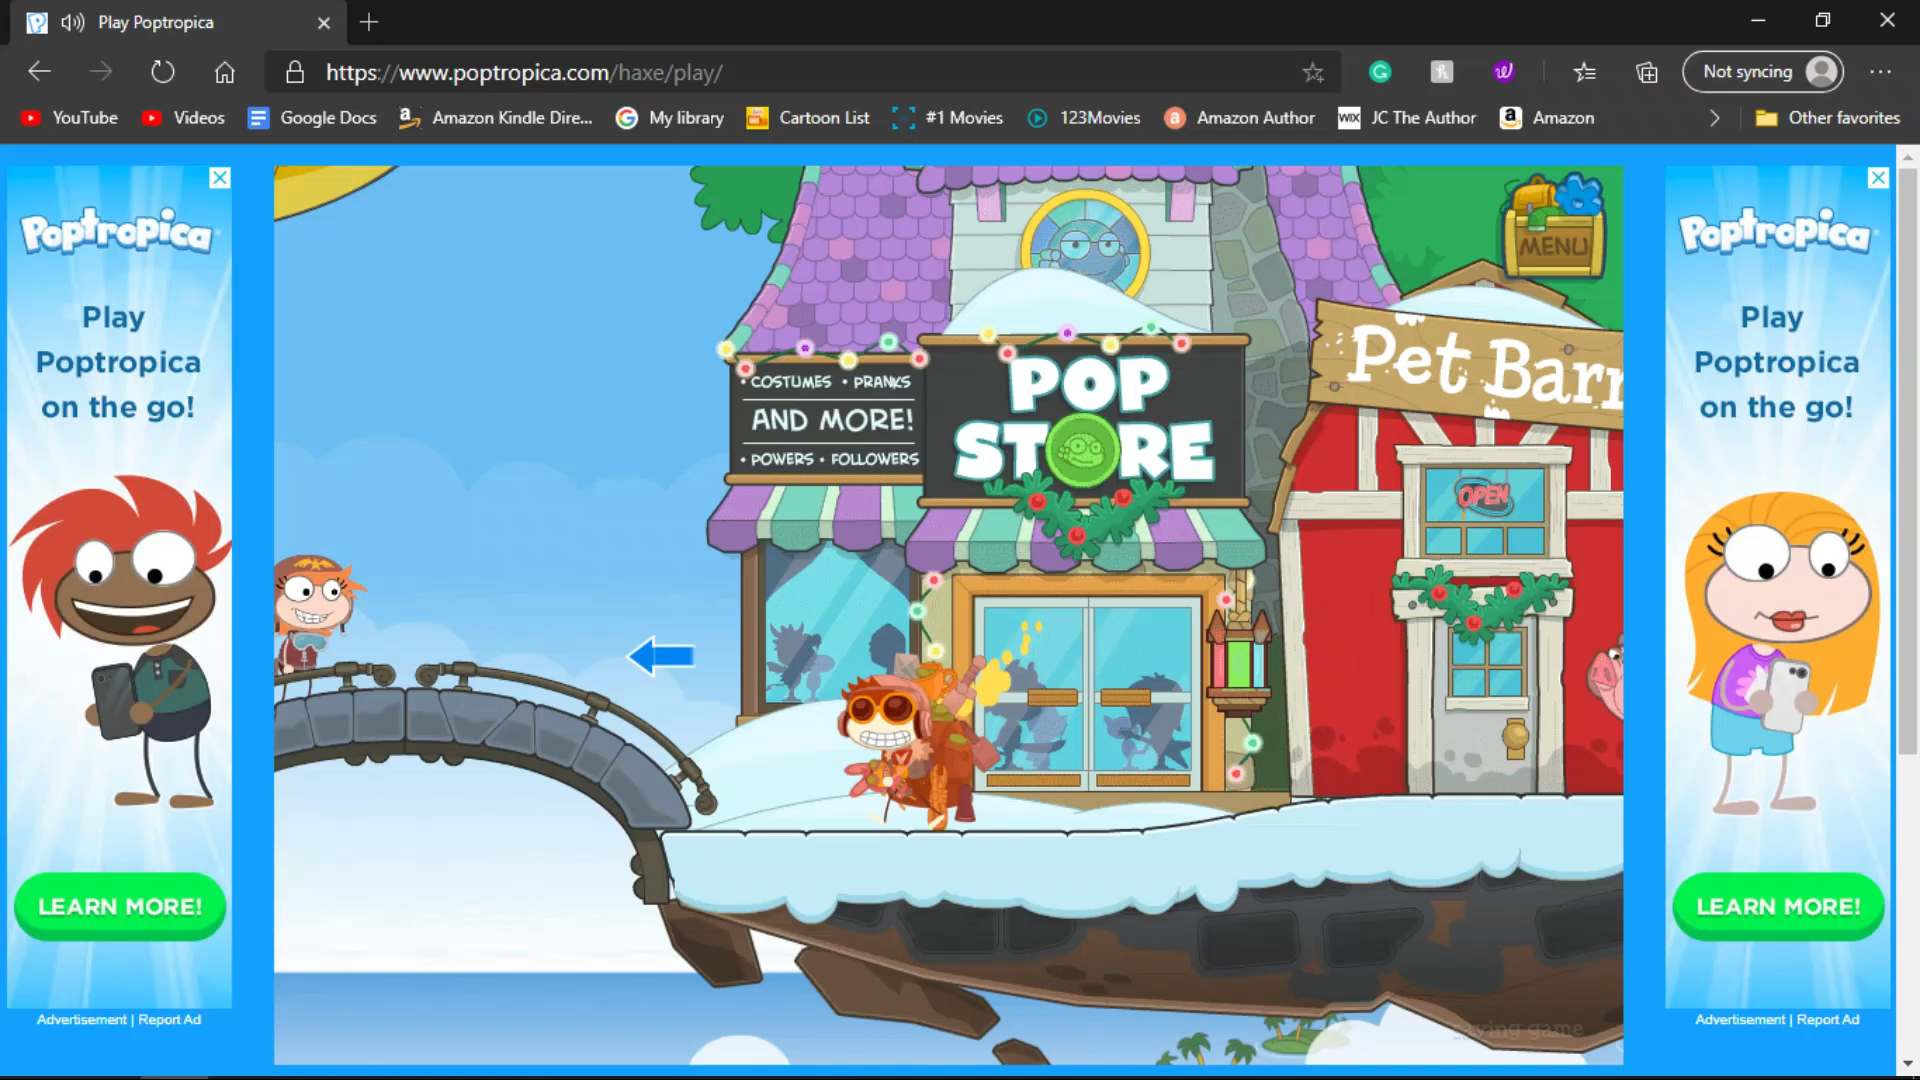 Play Poptropica
https://www.poptropica.com/haxe/play/
Not syncing
YouTube Videos Google Docs Amazon Kindle Dire... My library Cartoon List #1 Movies 123Movies Amazon Author JC The Author Amazon Other favorites
Poptropica
Play
Poptropica
on the go!
LEARN MORE!
Advertisement | Report Ad
MENU
• COSTUMES • PRANKS
AND MORE!
• POWERS • FOLLOWERS
POP
STORE
Pet Barn
OPEN
saving game
Poptropica
Play
Poptropica
on the go!
LEARN MORE!
Advertisement | Report Ad